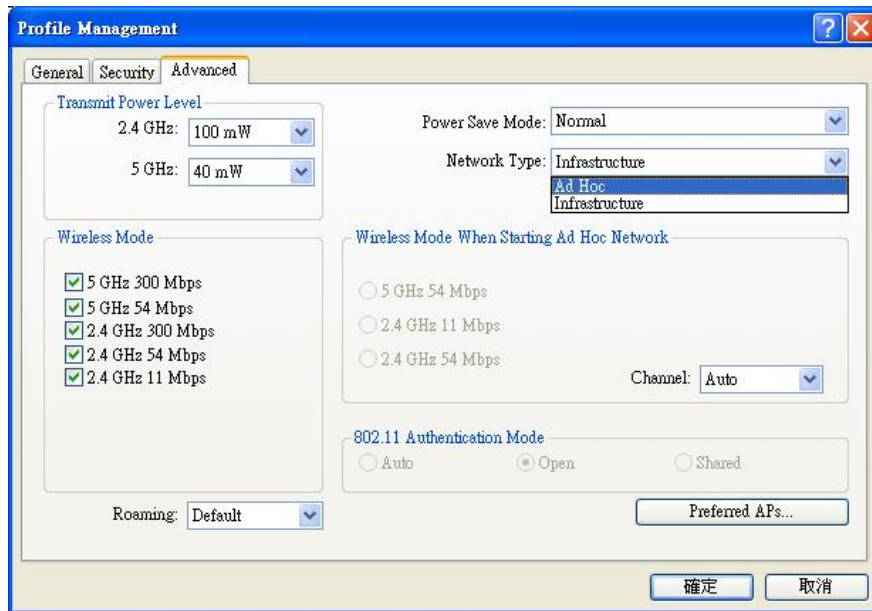 Profile Management
General Security Advanced
Transmit Power Level
2.4 GHz: 100 mW
5 GHz: 40 mW
Power Save Mode: Normal
Network Type: Infrastructure
Ad Hoc
Infrastructure
Wireless Mode
5 GHz 300 Mbps
5 GHz 54 Mbps
2.4 GHz 300 Mbps
2.4 GHz 54 Mbps
2.4 GHz 11 Mbps
Wireless Mode When Starting Ad Hoc Network
5 GHz 54 Mbps
2.4 GHz 11 Mbps
2.4 GHz 54 Mbps
Channel: Auto
802.11 Authentication Mode
Auto Open Shared
Roaming: Default
Preferred APs...
確定 取消